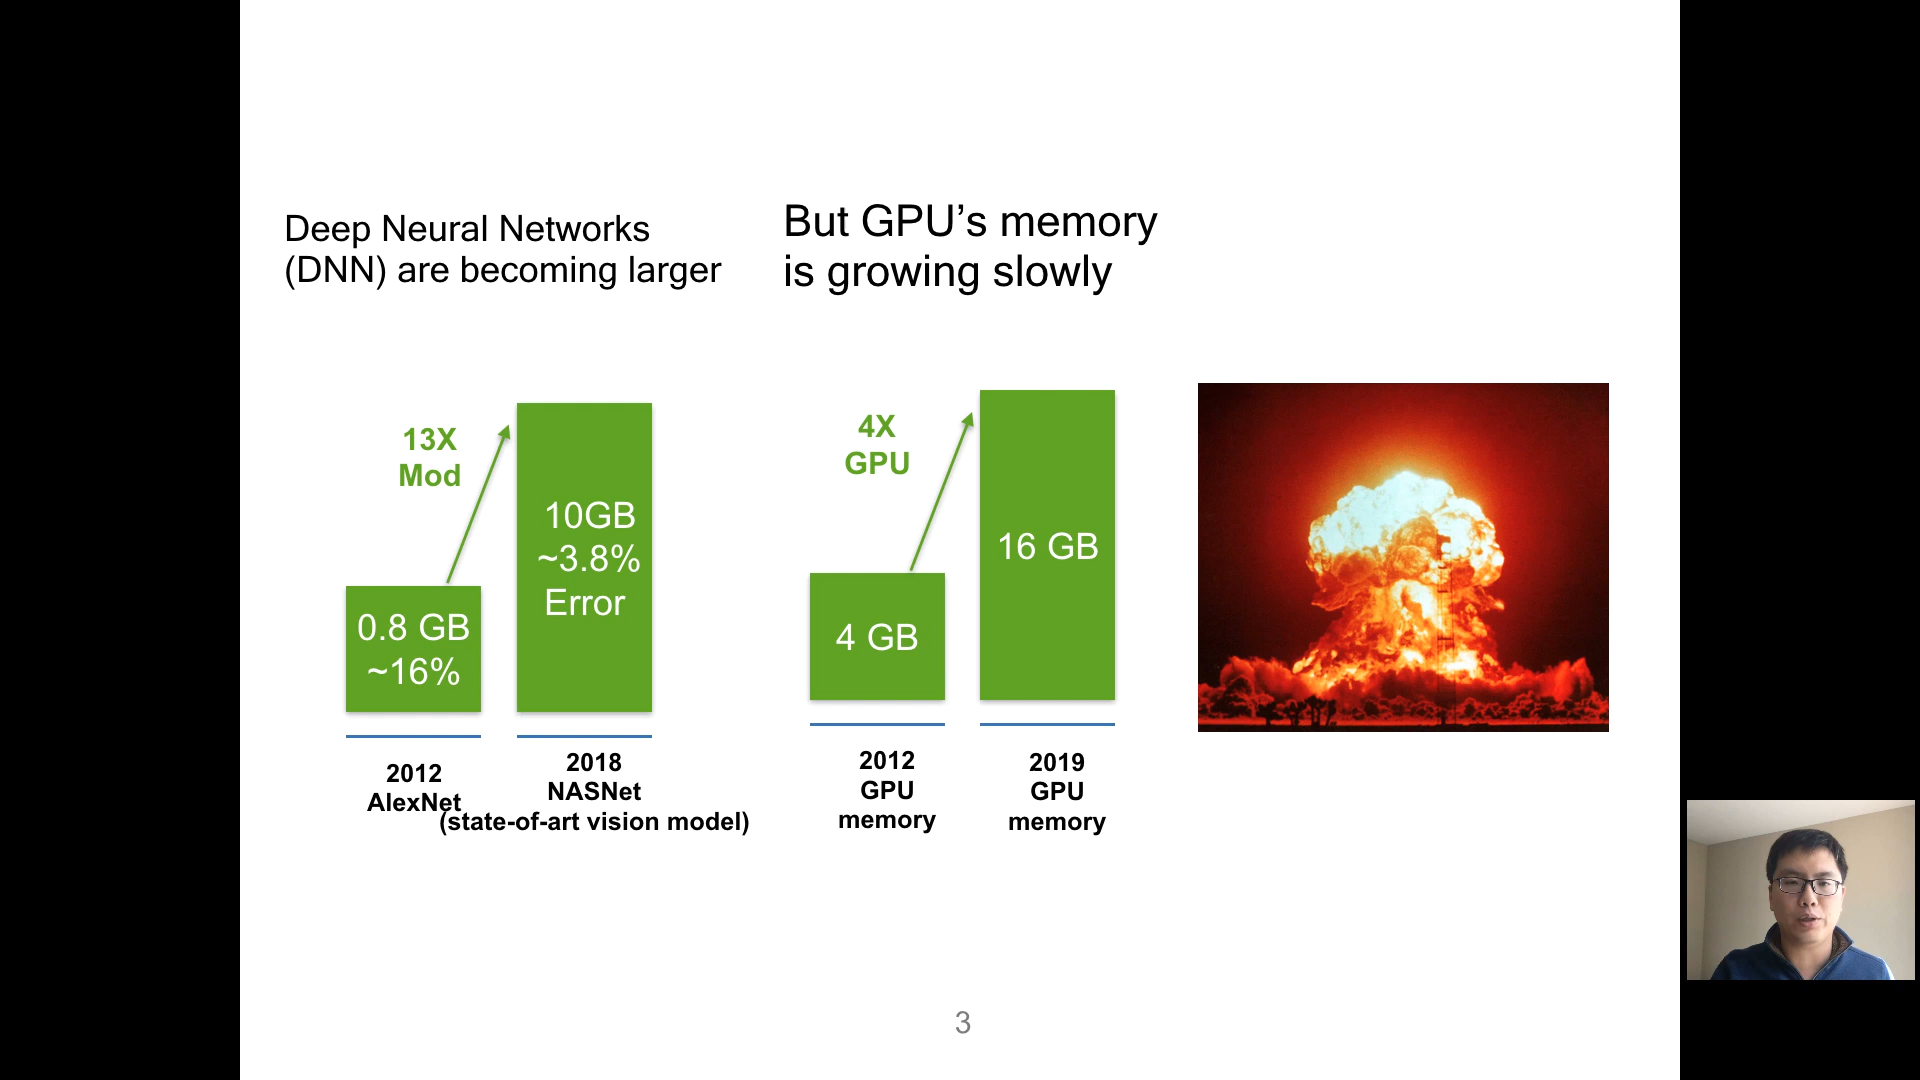 Deep Neural Networks
(DNN) are becoming larger
But GPU’s memory
is growing slowly
13X
Mod
0.8 GB
~16%
10GB
~3.8%
Error
2012
AlexNet
2018
NASNet
(state-of-art vision model)
4X
GPU
4 GB
16 GB
2012
GPU
memory
2019
GPU
memory
3